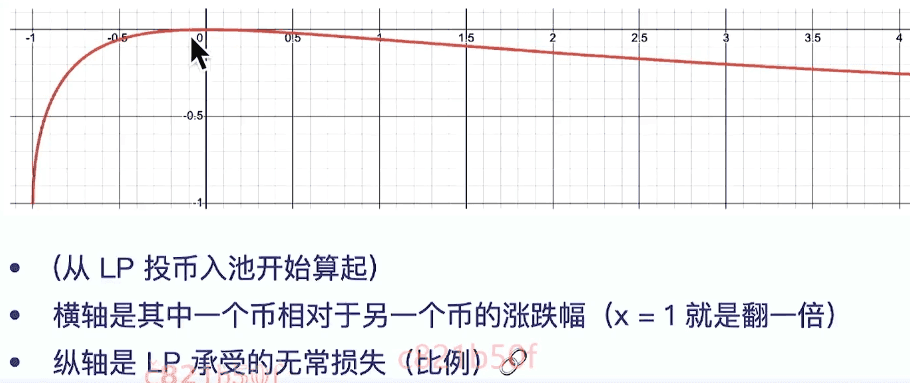 -1 -0.5 0 0.5 1 1.5 2 2.5 3 3.5 4
-0.5
-1
• (从 LP 投币入池开始算起)
• 横轴是其中一个币相对于另一个币的涨跌幅（x = 1 就是翻一倍）
• 纵轴是 LP 承受的无常损失（比例）
c821b50f